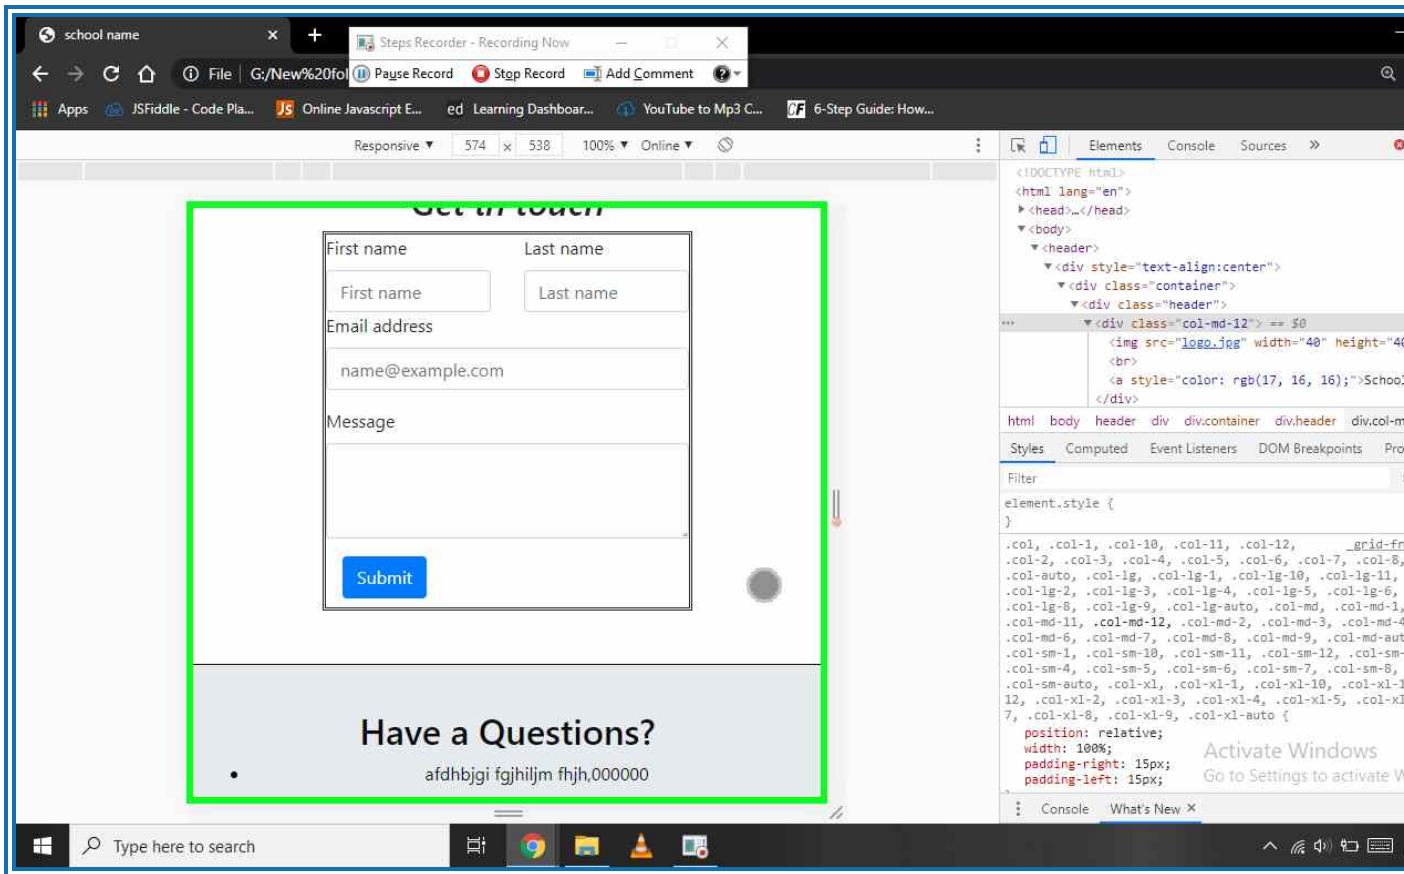 school name
Steps Recorder - Recording Now
File G:/New%20fol
Pause Record Stop Record Add Comment
Apps JSFiddle - Code Pla... JS Online Javascript E... ed Learning Dashboar... YouTube to Mp3 C... GF 6-Step Guide: How...
Responsive 574 x 538 100% Online
Elements Console Sources »
<!DOCTYPE html>
<html lang="en">
<head>…</head>
<body>
<header>
<div style="text-align:center">
<div class="container">
<div class="header">
<div class="col-md-12"> == $0
<img src="logo.jpg" width="40" height="40
<br>
<a style="color: rgb(17, 16, 16);">School
</div>
html body header div div.container div.header div.col-m
Styles Computed Event Listeners DOM Breakpoints Pro
Filter
element.style {
}
.col, .col-1, .col-10, .col-11, .col-12, _grid-fr
.col-2, .col-3, .col-4, .col-5, .col-6, .col-7, .col-8,
.col-auto, .col-lg, .col-lg-1, .col-lg-10, .col-lg-11,
.col-lg-2, .col-lg-3, .col-lg-4, .col-lg-5, .col-lg-6,
.col-lg-8, .col-lg-9, .col-lg-auto, .col-md, .col-md-1,
.col-md-11, .col-md-12, .col-md-2, .col-md-3, .col-md-4
.col-md-6, .col-md-7, .col-md-8, .col-md-9, .col-md-aut
.col-sm-1, .col-sm-10, .col-sm-11, .col-sm-12, .col-sm-
.col-sm-4, .col-sm-5, .col-sm-6, .col-sm-7, .col-sm-8,
.col-sm-auto, .col-xl, .col-xl-1, .col-xl-10, .col-xl-1
12, .col-xl-2, .col-xl-3, .col-xl-4, .col-xl-5, .col-xl
7, .col-xl-8, .col-xl-9, .col-xl-auto {
position: relative;
width: 100%;
padding-right: 15px;
padding-left: 15px;
Activate Windows
Go to Settings to activate W
Console What's New ×
Get in touch
First name Last name
First name Last name
Email address
name@example.com
Message
Submit
Have a Questions?
afdhbjgi fgjhiljm fhjh,000000
Type here to search